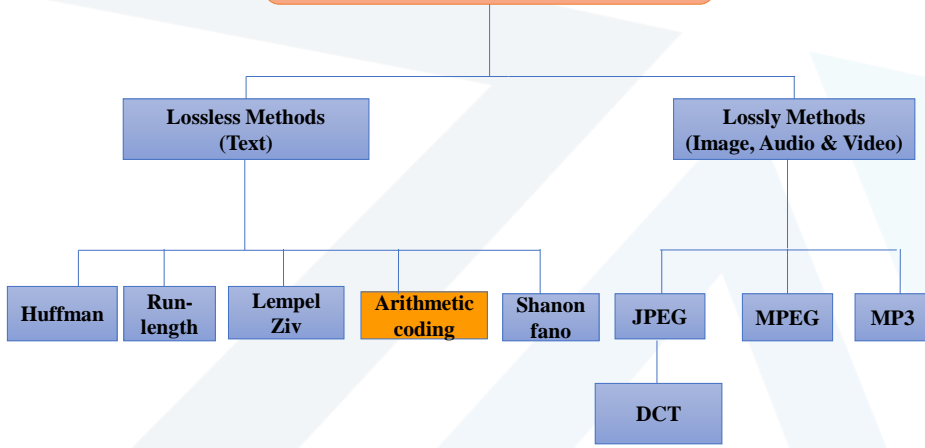 Lossless Methods
(Text)
Lossly Methods
(Image, Audio & Video)
Huffman
Run-
length
Lempel
Ziv
Arithmetic
coding
Shanon
fano
JPEG
MPEG
MP3
DCT